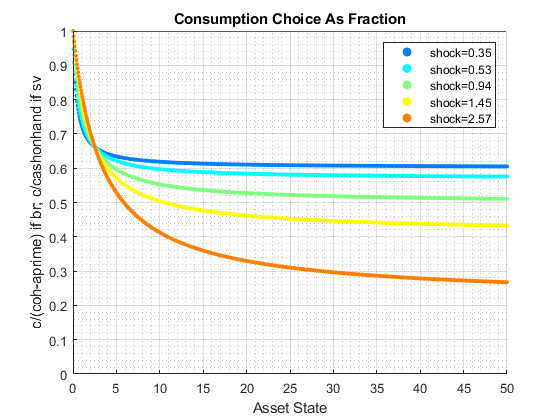 Consumption Choice As Fraction
c/(coh-aprime) if br, c/cashonhand if sv
1
0.9
0.8
0.7
0.6
0.5
0.4
0.3
0.2
0.1
0
shock=0.35
shock=0.53
shock=0.94
shock=1.45
shock=2.57
0 5 10 15 20 25 30 35 40 45 50
Asset State